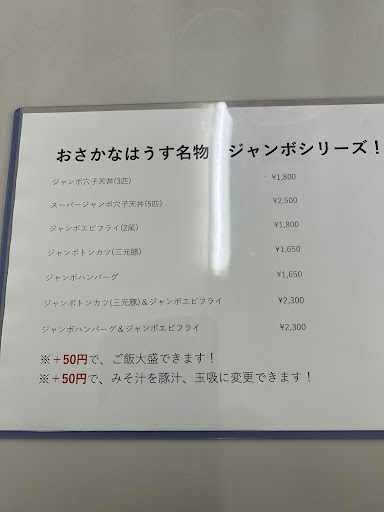 おさかなはうす名物 ジャンボシリーズ!
ジャンボ穴子天丼(3匹) ¥1,800
スーパージャンボ穴子天丼(5匹) ¥2,500
ジャンボエビフライ(2尾) ¥1,800
ジャンボトンカツ(三元豚) ¥1,650
ジャンボハンバーグ ¥1,650
ジャンボトンカツ(三元豚)&ジャンボエビフライ ¥2,300
ジャンボハンバーグ&ジャンボエビフライ ¥2,300
※+50円で、ご飯大盛できます!
※+50円で、みそ汁を豚汁、玉吸に変更できます!